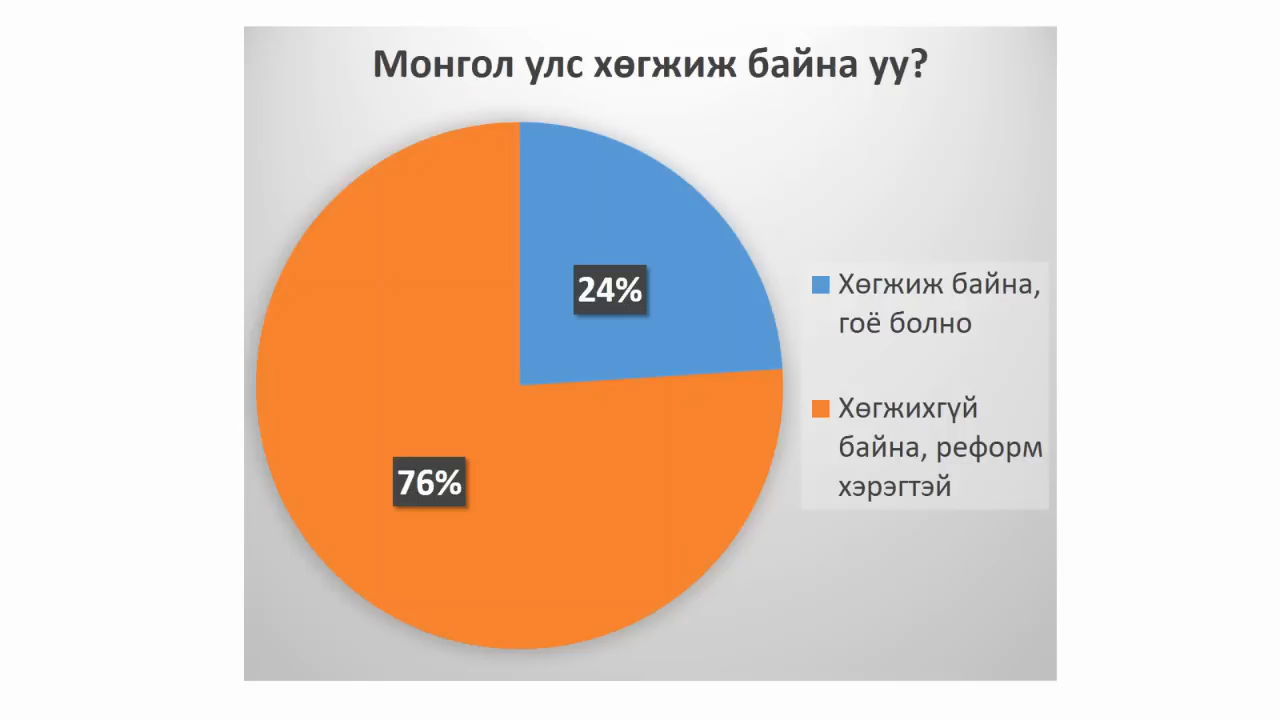 Монгол улс хөгжиж байна уу?
24%
76%
Хөгжиж байна,
гоё болно
Хөгжихгүй
байна, реформ
хэрэгтэй